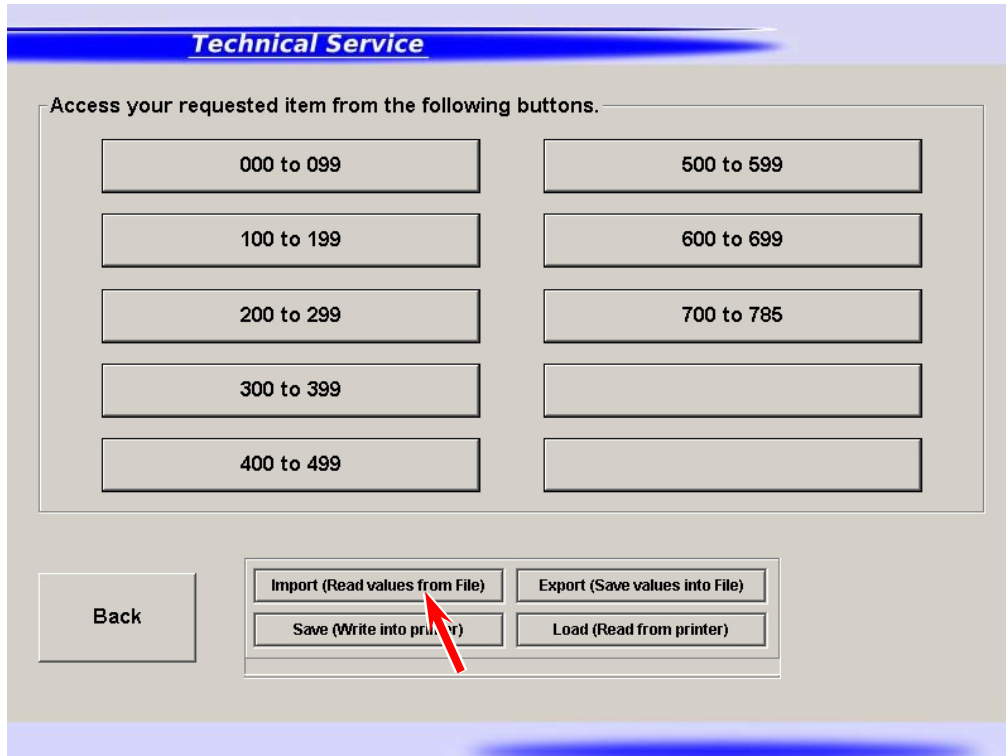 Technical Service
Access your requested item from the following buttons.
000 to 099
500 to 599
100 to 199
600 to 699
200 to 299
700 to 785
300 to 399
400 to 499
Back
Import (Read values from File)
Export (Save values into File)
Save (Write into printer)
Load (Read from printer)